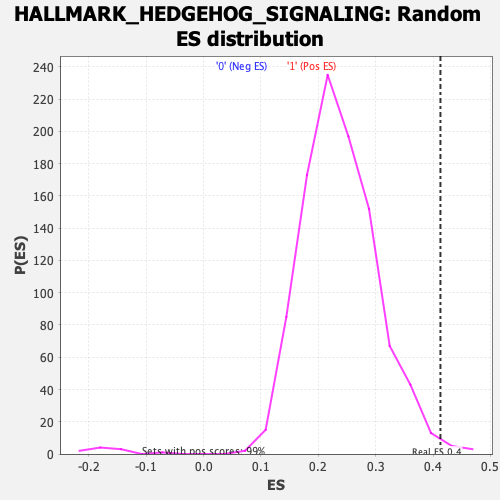 HALLMARK_HEDGEHOG_SIGNALING: Random
ES distribution
'0' (Neg ES) '1' (Pos ES)
240
220
200
180
160
140
120
100
80
60
40
20
0
P(ES)
Sets with pos scores: 99%
Real ES 0.4
-0.2 -0.1 0.0 0.1 0.2 0.3 0.4 0.5
ES